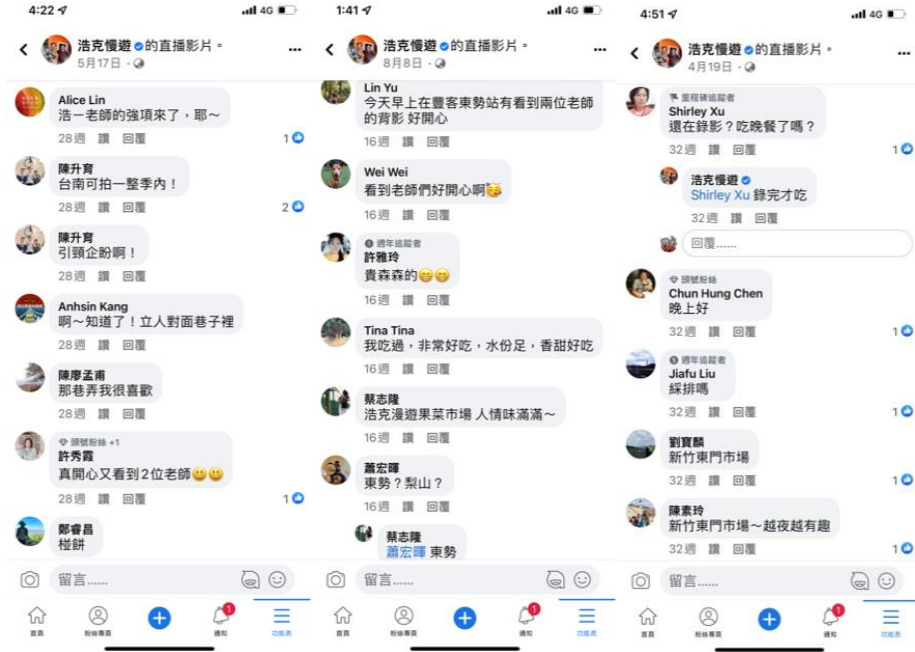 4:22
4G
浩克慢遊的直播影片。
5月17日
Alice Lin
浩一老師的強項來了，耶～
28週 讚 回覆
1
陳升育
台南可拍一整季內！
28週 讚 回覆
2
陳升育
引頸企盼啊！
28週 讚 回覆
Anhsin Kang
啊～知道了！立人對面巷子裡
28週 讚 回覆
陳廖孟甫
那巷弄我很喜歡
28週 讚 回覆
頭號粉絲 +1
許秀霞
真開心又看到2位老師😃😃
28週 讚 回覆
1
鄭睿昌
椪餅
留言......
1
首頁 粉絲專頁 通知 功能表
1:41
4G
浩克慢遊的直播影片。
8月8日
Lin Yu
今天早上在豐客東勢站有看到兩位老師
的背影 好開心
16週 讚 回覆
Wei Wei
看到老師們好開心啊🥳
16週 讚 回覆
週年追蹤者
許雅玲
貴森森的😁😁
16週 讚 回覆
Tina Tina
我吃過，非常好吃，水份足，香甜好吃
16週 讚 回覆
蔡志隆
浩克漫遊果菜市場 人情味滿滿～
16週 讚 回覆
蕭宏暉
東勢？梨山？
16週 讚 回覆
蔡志隆
蕭宏暉 東勢
留言......
1
首頁 粉絲專頁 通知 功能表
4:51
4G
浩克慢遊的直播影片。
4月19日
里程碑追蹤者
Shirley Xu
還在錄影？吃晚餐了嗎？
32週 讚 回覆
1
浩克慢遊
Shirley Xu 錄完才吃
32週 讚 回覆
回覆......
頭號粉絲
Chun Hung Chen
晚上好
32週 讚 回覆
1
週年追蹤者
Jiafu Liu
綵排嗎
32週 讚 回覆
1
劉寶麟
新竹東門市場
32週 讚 回覆
1
陳素玲
新竹東門市場～越夜越有趣
32週 讚 回覆
1
留言......
1
首頁 粉絲專頁 通知 功能表